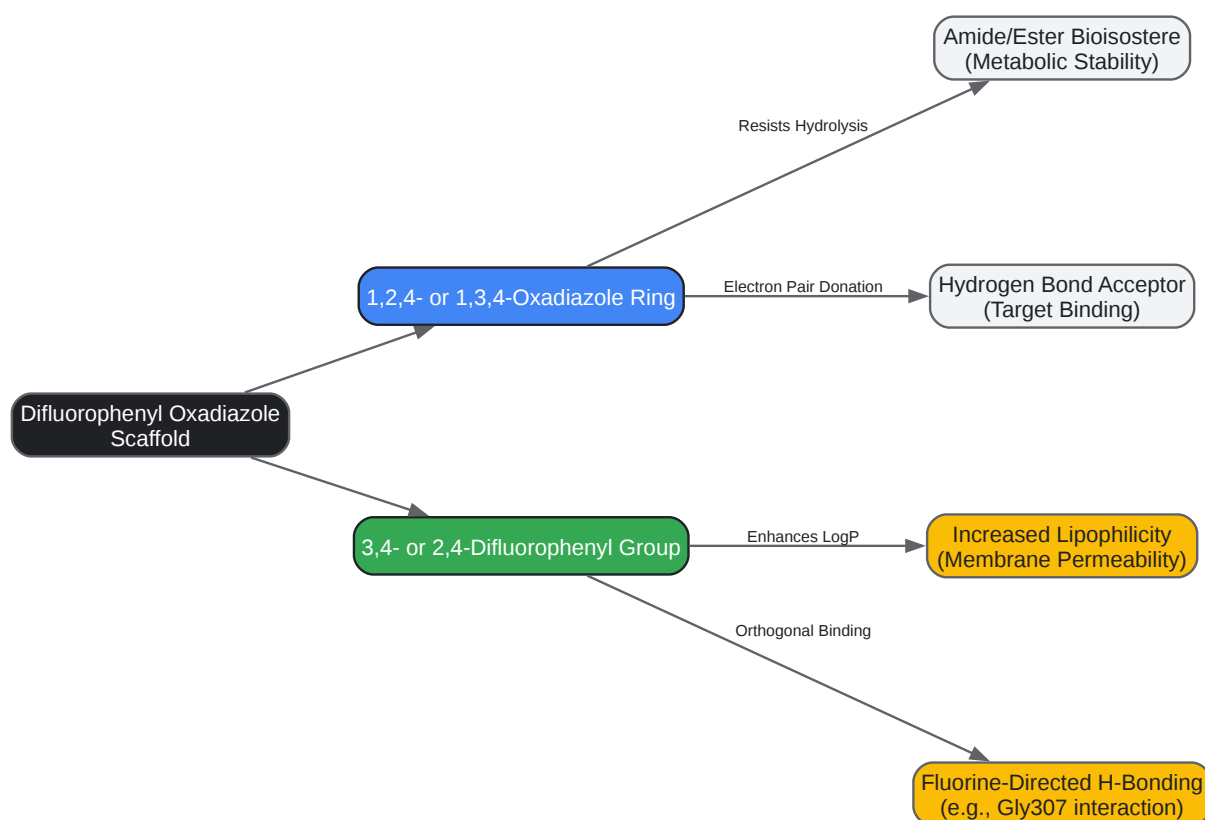 Amide/Ester Bioisostere
(Metabolic Stability)
Resists Hydrolysis
1,2,4- or 1,3,4-Oxadiazole Ring
Electron Pair Donation
Hydrogen Bond Acceptor
(Target Binding)
Difluorophenyl Oxadiazole
Scaffold
3,4- or 2,4-Difluorophenyl Group
Enhances LogP
Increased Lipophilicity
(Membrane Permeability)
Orthogonal Binding
Fluorine-Directed H-Bonding
(e.g., Gly307 interaction)